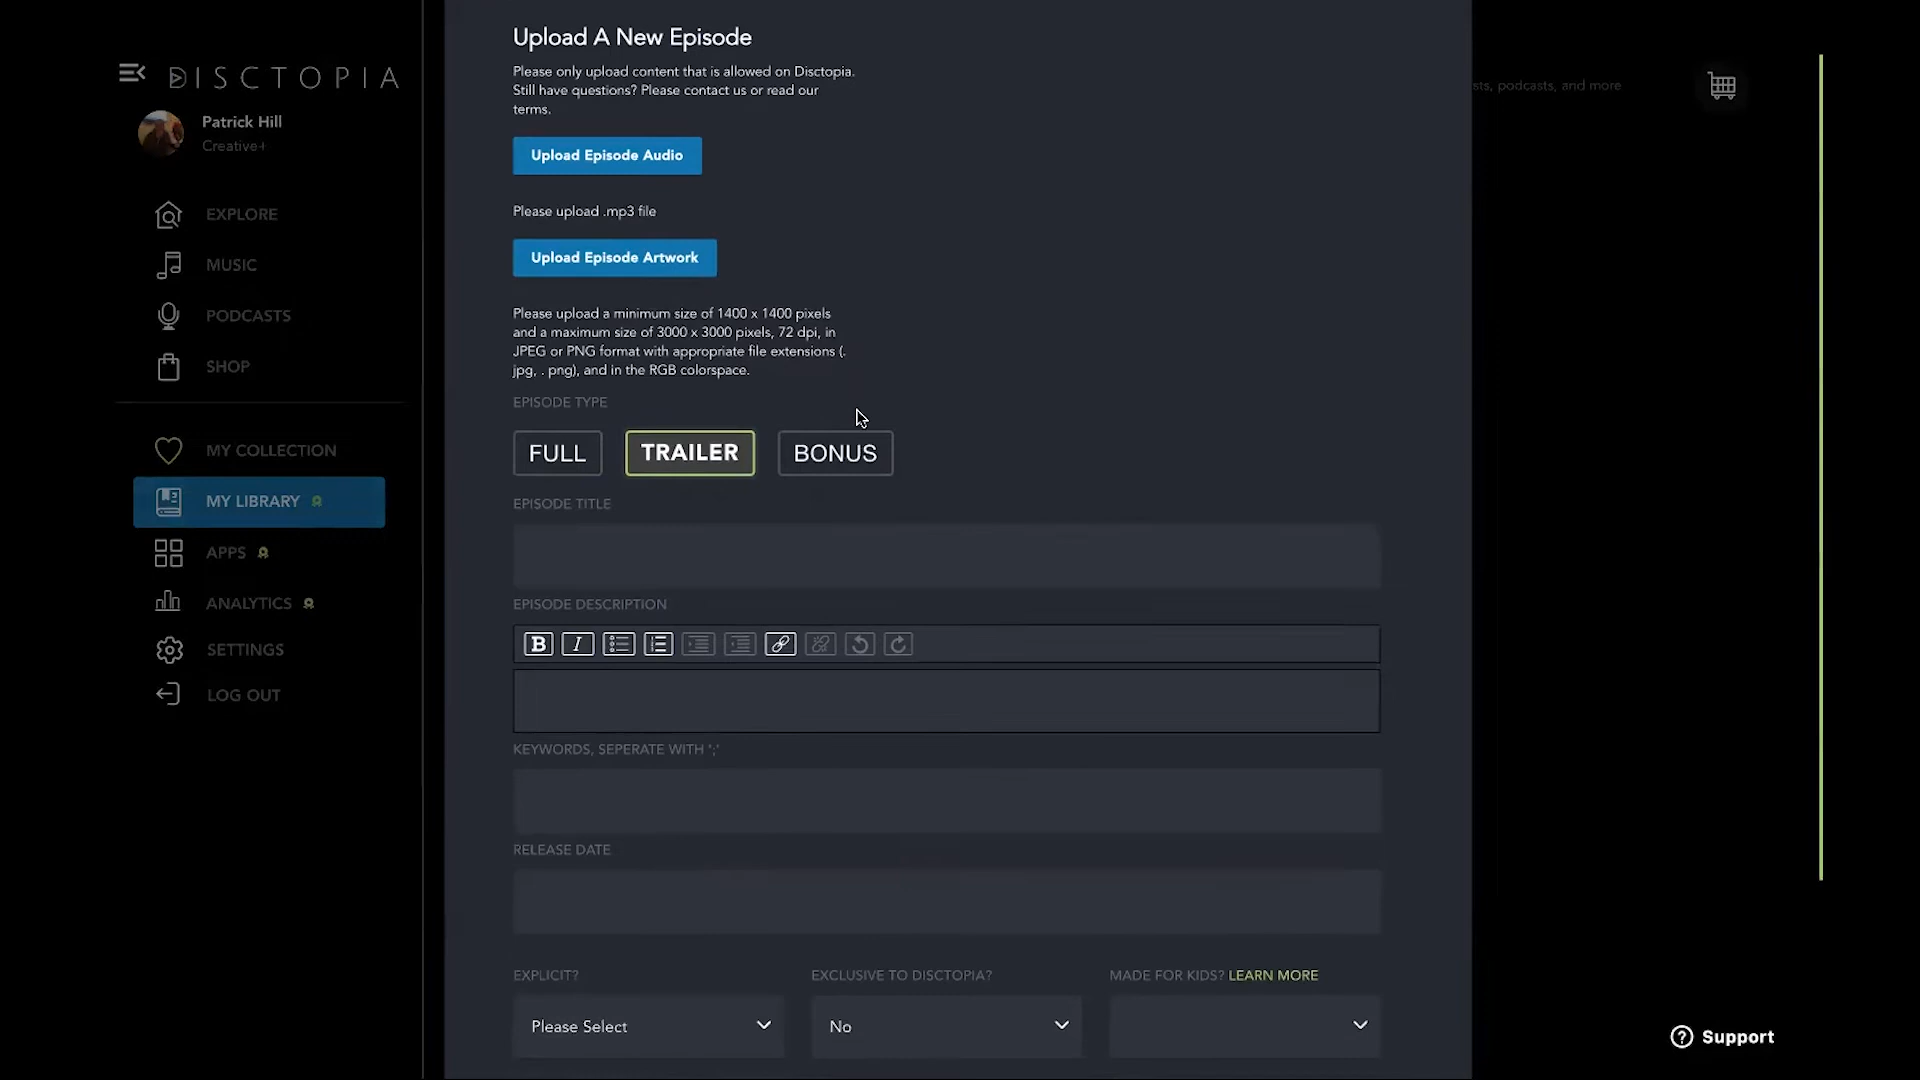 Upload A New Episode
Please only upload content that is allowed on Disctopia.
Still have questions? Please contact us or read our
terms.
Upload Episode Audio
Please upload .mp3 file
Upload Episode Artwork
Please upload a minimum size of 1400 x 1400 pixels
and a maximum size of 3000 x 3000 pixels, 72 dpi, in
JPEG or PNG format with appropriate file extensions (.
jpg, . png), and in the RGB colorspace.
EPISODE TYPE
FULL
TRAILER
BONUS
EPISODE TITLE
EPISODE DESCRIPTION
B
I
KEYWORDS, SEPERATE WITH ';'
RELEASE DATE
EXPLICIT?
Please Select
EXCLUSIVE TO DISCTOPIA?
No
MADE FOR KIDS? LEARN MORE
DISCTOPIA
Patrick Hill
Creative+
EXPLORE
MUSIC
PODCASTS
SHOP
MY COLLECTION
MY LIBRARY
APPS
ANALYTICS
SETTINGS
LOG OUT
sts, podcasts, and more
Support